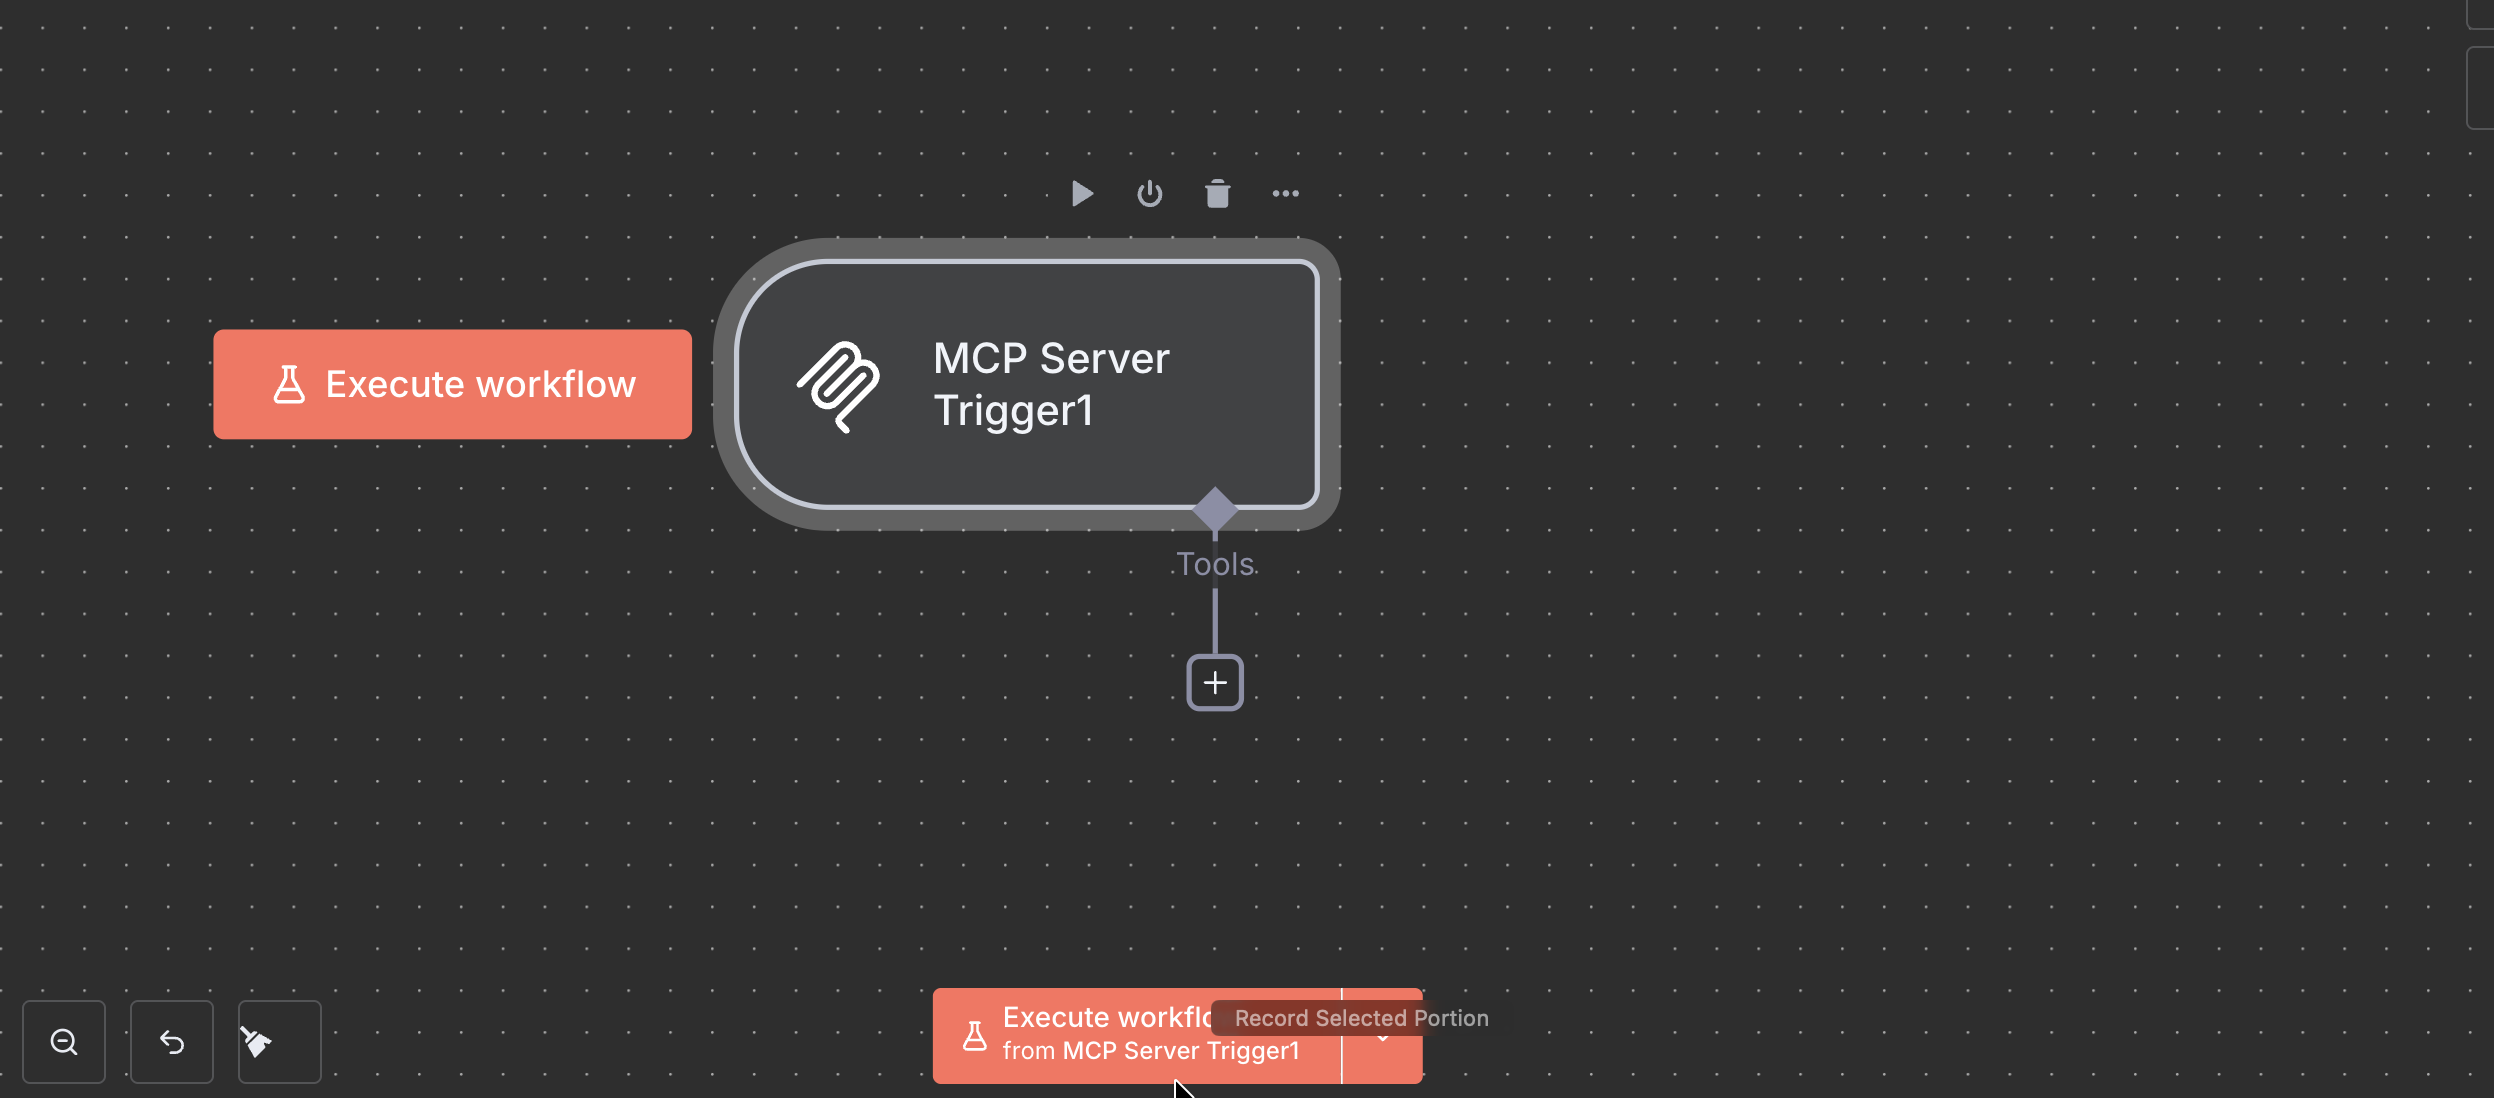 Execute workflow
MCP Server
Trigger1
Tools
Execute workflo
Record Selected Portion
from MCP Server Trigger1